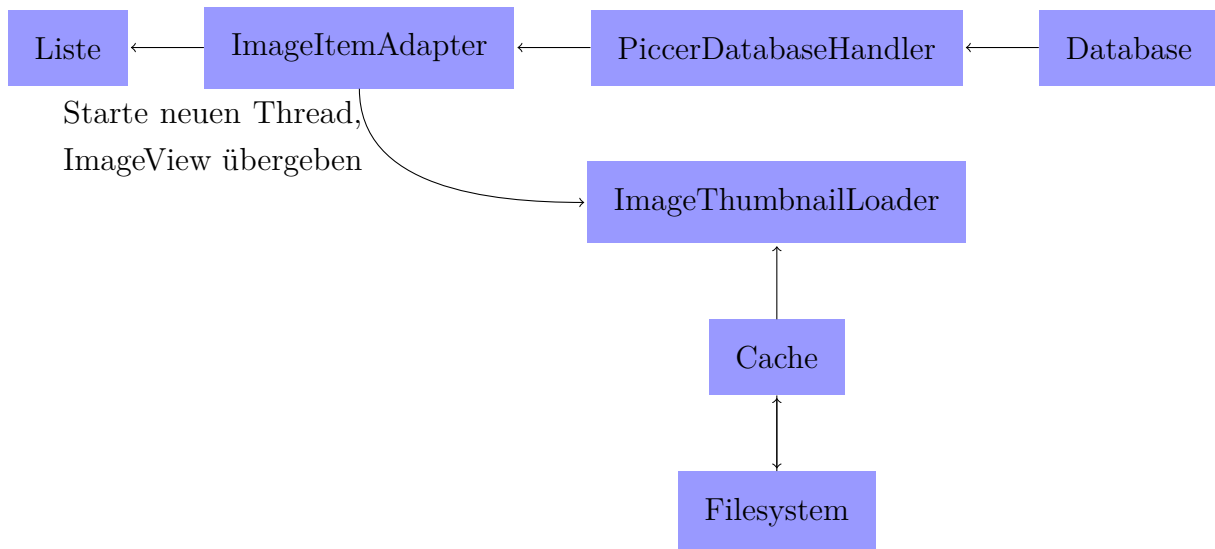 Liste
ImageItemAdapter
PiccerDatabaseHandler
Database
Starte neuen Thread,
ImageView übergeben
ImageThumbnailLoader
Cache
Filesystem